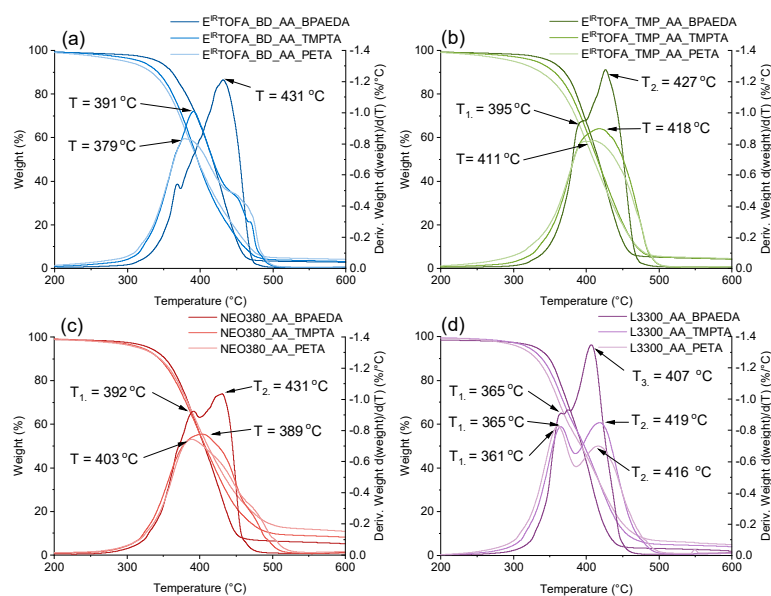 (a)
EᴵᴿTOFA_BD_AA_BPAEDA
EᴵᴿTOFA_BD_AA_TMPTA
EᴵᴿTOFA_BD_AA_PETA
100
80
60
40
20
0
Weight (%)
-1.4
-1.2
-1.0
-0.8
-0.6
-0.4
-0.2
0.0
Deriv. Weight d(weight)/d(T) (%/°C)
T = 391 °C
T = 379 °C
T = 431 °C
200 300 400 500 600
Temperature (°C)
(b)
EᴵᴿTOFA_TMP_AA_BPAEDA
EᴵᴿTOFA_TMP_AA_TMPTA
EᴵᴿTOFA_TMP_AA_PETA
100
80
60
40
20
0
Weight (%)
-1.4
-1.2
-1.0
-0.8
-0.6
-0.4
-0.2
0.0
Deriv. Weight d(weight)/d(T) (%/°C)
T₂. = 427 °C
T₁. = 395 °C
T = 418 °C
T = 411 °C
200 300 400 500 600
Temperature (°C)
(c)
NEO380_AA_BPAEDA
NEO380_AA_TMPTA
NEO380_AA_PETA
100
80
60
40
20
0
Weight (%)
-1.4
-1.2
-1.0
-0.8
-0.6
-0.4
-0.2
0.0
Deriv. Weight d(weight)/d(T) (%/°C)
T₁. = 392 °C
T₂. = 431 °C
T = 389 °C
T = 403 °C
200 300 400 500 600
Temperature (°C)
(d)
L3300_AA_BPAEDA
L3300_AA_TMPTA
L3300_AA_PETA
100
80
60
40
20
0
Weight (%)
-1.4
-1.2
-1.0
-0.8
-0.6
-0.4
-0.2
0.0
Deriv. Weight d(weight)/d(T) (%/°C)
T₁. = 365 °C
T₃. = 407 °C
T₁. = 365 °C
T₂. = 419 °C
T₁. = 361 °C
T₂. = 416 °C
200 300 400 500 600
Temperature (°C)